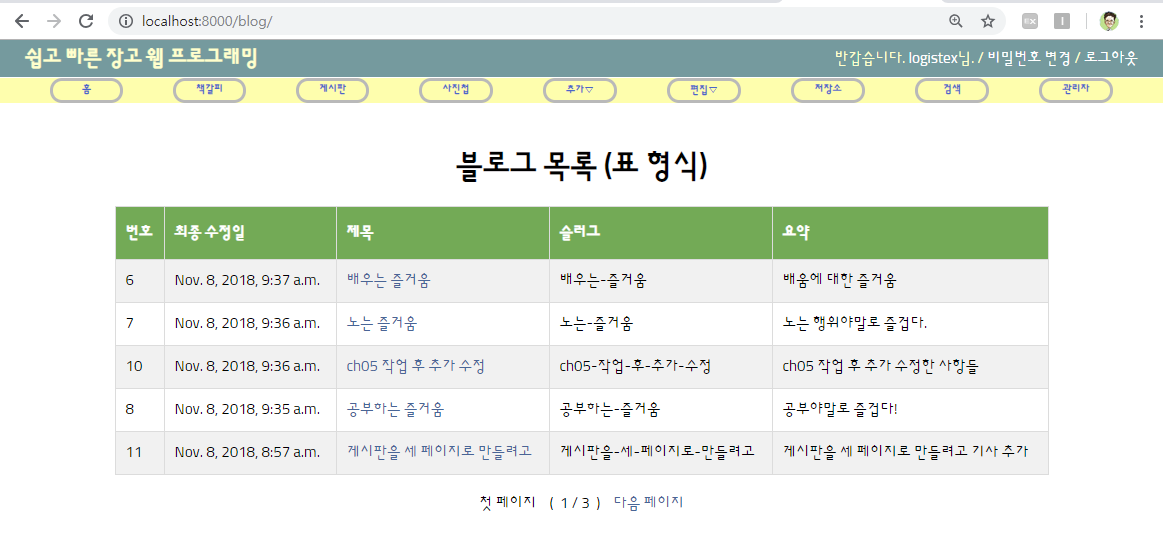 localhost:8000/blog/
쉽고 빠른 장고 웹 프로그래밍 반갑습니다. logistex님. / 비밀번호 변경 / 로그아웃
홈 책갈피 게시판 사진첩 추가▽ 편집▽ 저장소 검색 관리자
블로그 목록 (표 형식)
번호 최종 수정일 제목 슬러그 요약
6 Nov. 8, 2018, 9:37 a.m. 배우는 즐거움 배우는-즐거움 배움에 대한 즐거움
7 Nov. 8, 2018, 9:36 a.m. 노는 즐거움 노는-즐거움 노는 행위야말로 즐겁다.
10 Nov. 8, 2018, 9:36 a.m. ch05 작업 후 추가 수정 ch05-작업-후-추가-수정 ch05 작업 후 추가 수정한 사항들
8 Nov. 8, 2018, 9:35 a.m. 공부하는 즐거움 공부하는-즐거움 공부야말로 즐겁다!
11 Nov. 8, 2018, 8:57 a.m. 게시판을 세 페이지로 만들려고 게시판을-세-페이지로-만들려고 게시판을 세 페이지로 만들려고 기사 추가
첫 페이지 ( 1 / 3 ) 다음 페이지